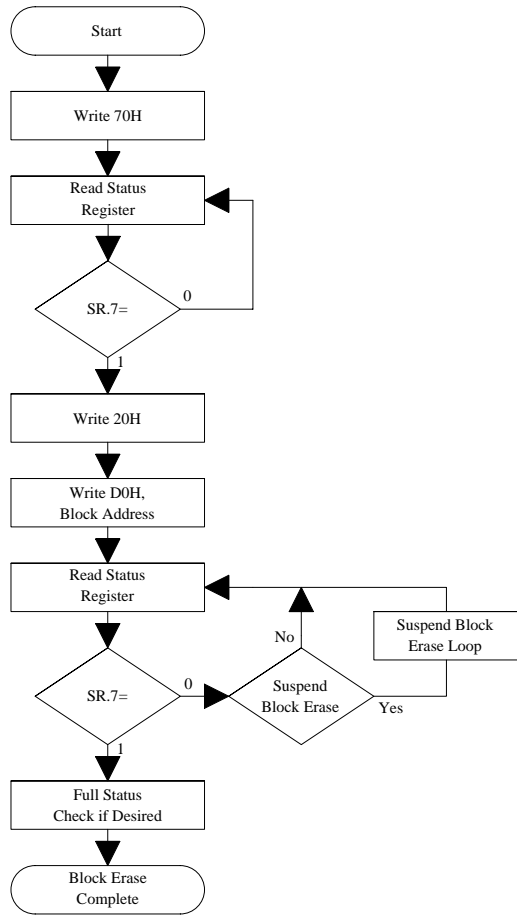 Start
Write 70H
Read Status
Register
SR.7=
0
1
Write 20H
Write D0H,
Block Address
Read Status
Register
No
Suspend Block
Erase Loop
SR.7=
0
Suspend
Block Erase
Yes
1
Full Status
Check if Desired
Block Erase
Complete